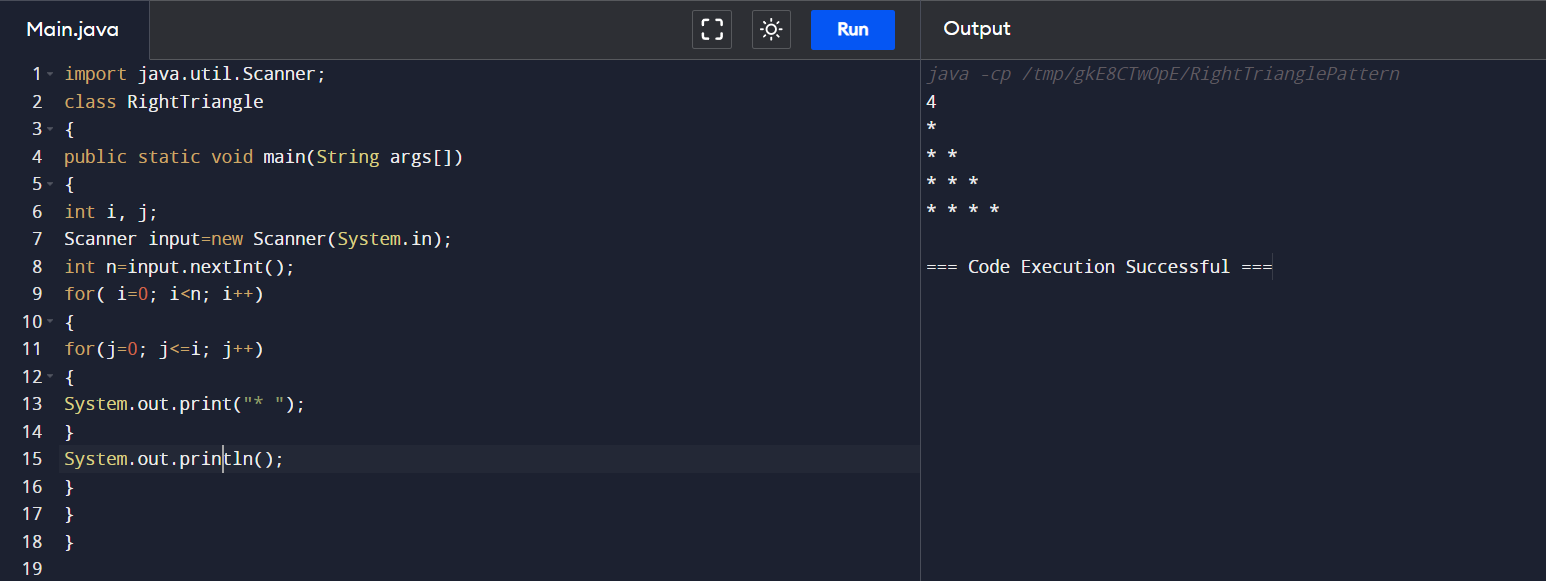 Main.java
Run
Output
1 import java.util.Scanner;
2 class RightTriangle
3 {
4 public static void main(String args[])
5 {
6 int i, j;
7 Scanner input=new Scanner(System.in);
8 int n=input.nextInt();
9 for( i=0; i<n; i++)
10 {
11 for(j=0; j<=i; j++)
12 {
13 System.out.print("* ");
14 }
15 System.out.println();
16 }
17 }
18 }
19
java -cp /tmp/gkE8CTwOpE/RightTrianglePattern
4
*
* *
* * *
* * * *
=== Code Execution Successful ===